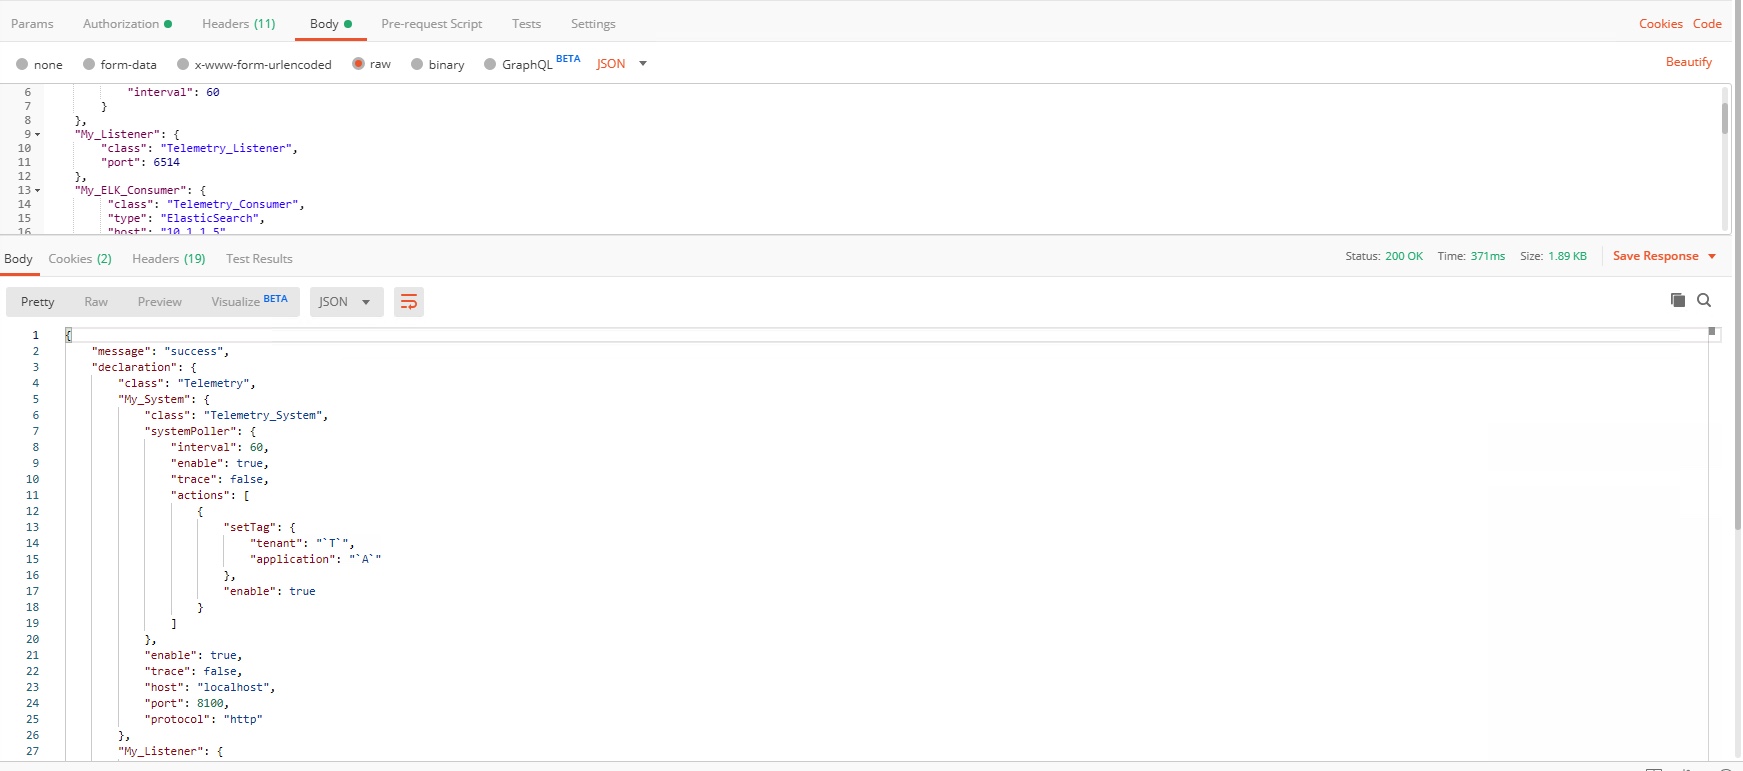 Params Authorization Headers (11) Body Pre-request Script Tests Settings Cookies Code
none form-data x-www-form-urlencoded raw binary GraphQL BETA JSON Beautify
6 "interval": 60
7 }
8 },
9 "My_Listener": {
10 "class": "Telemetry_Listener",
11 "port": 6514
12 },
13 "My_ELK_Consumer": {
14 "class": "Telemetry_Consumer",
15 "type": "ElasticSearch",
16 "host": "10.1.1.5"
Body Cookies (2) Headers (19) Test Results Status: 200 OK Time: 371ms Size: 1.89 KB Save Response
Pretty Raw Preview Visualize BETA JSON
1 {
2 "message": "success",
3 "declaration": {
4 "class": "Telemetry",
5 "My_System": {
6 "class": "Telemetry_System",
7 "systemPoller": {
8 "interval": 60,
9 "enable": true,
10 "trace": false,
11 "actions": [
12 {
13 "setTag": {
14 "tenant": "`T`",
15 "application": "`A`"
16 },
17 "enable": true
18 }
19 ]
20 },
21 "enable": true,
22 "trace": false,
23 "host": "localhost",
24 "port": 8100,
25 "protocol": "http"
26 },
27 "My_Listener": {